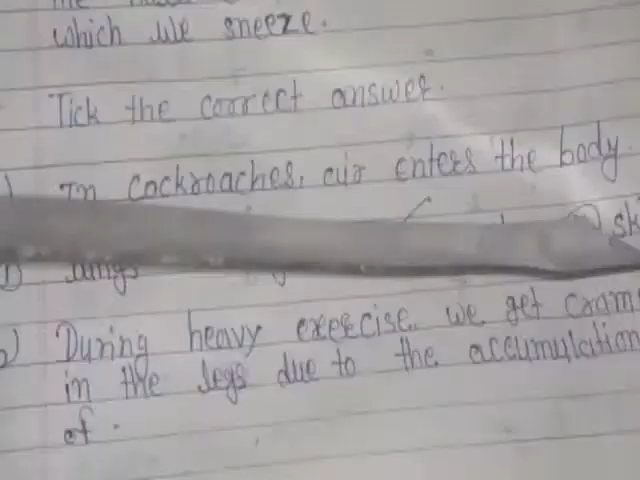 which we sneeze.
Tick the correct answer.
In cockroaches, air enters the body.
lungs
During heavy exercise, we get cram
in the legs due to the accumulation
of.